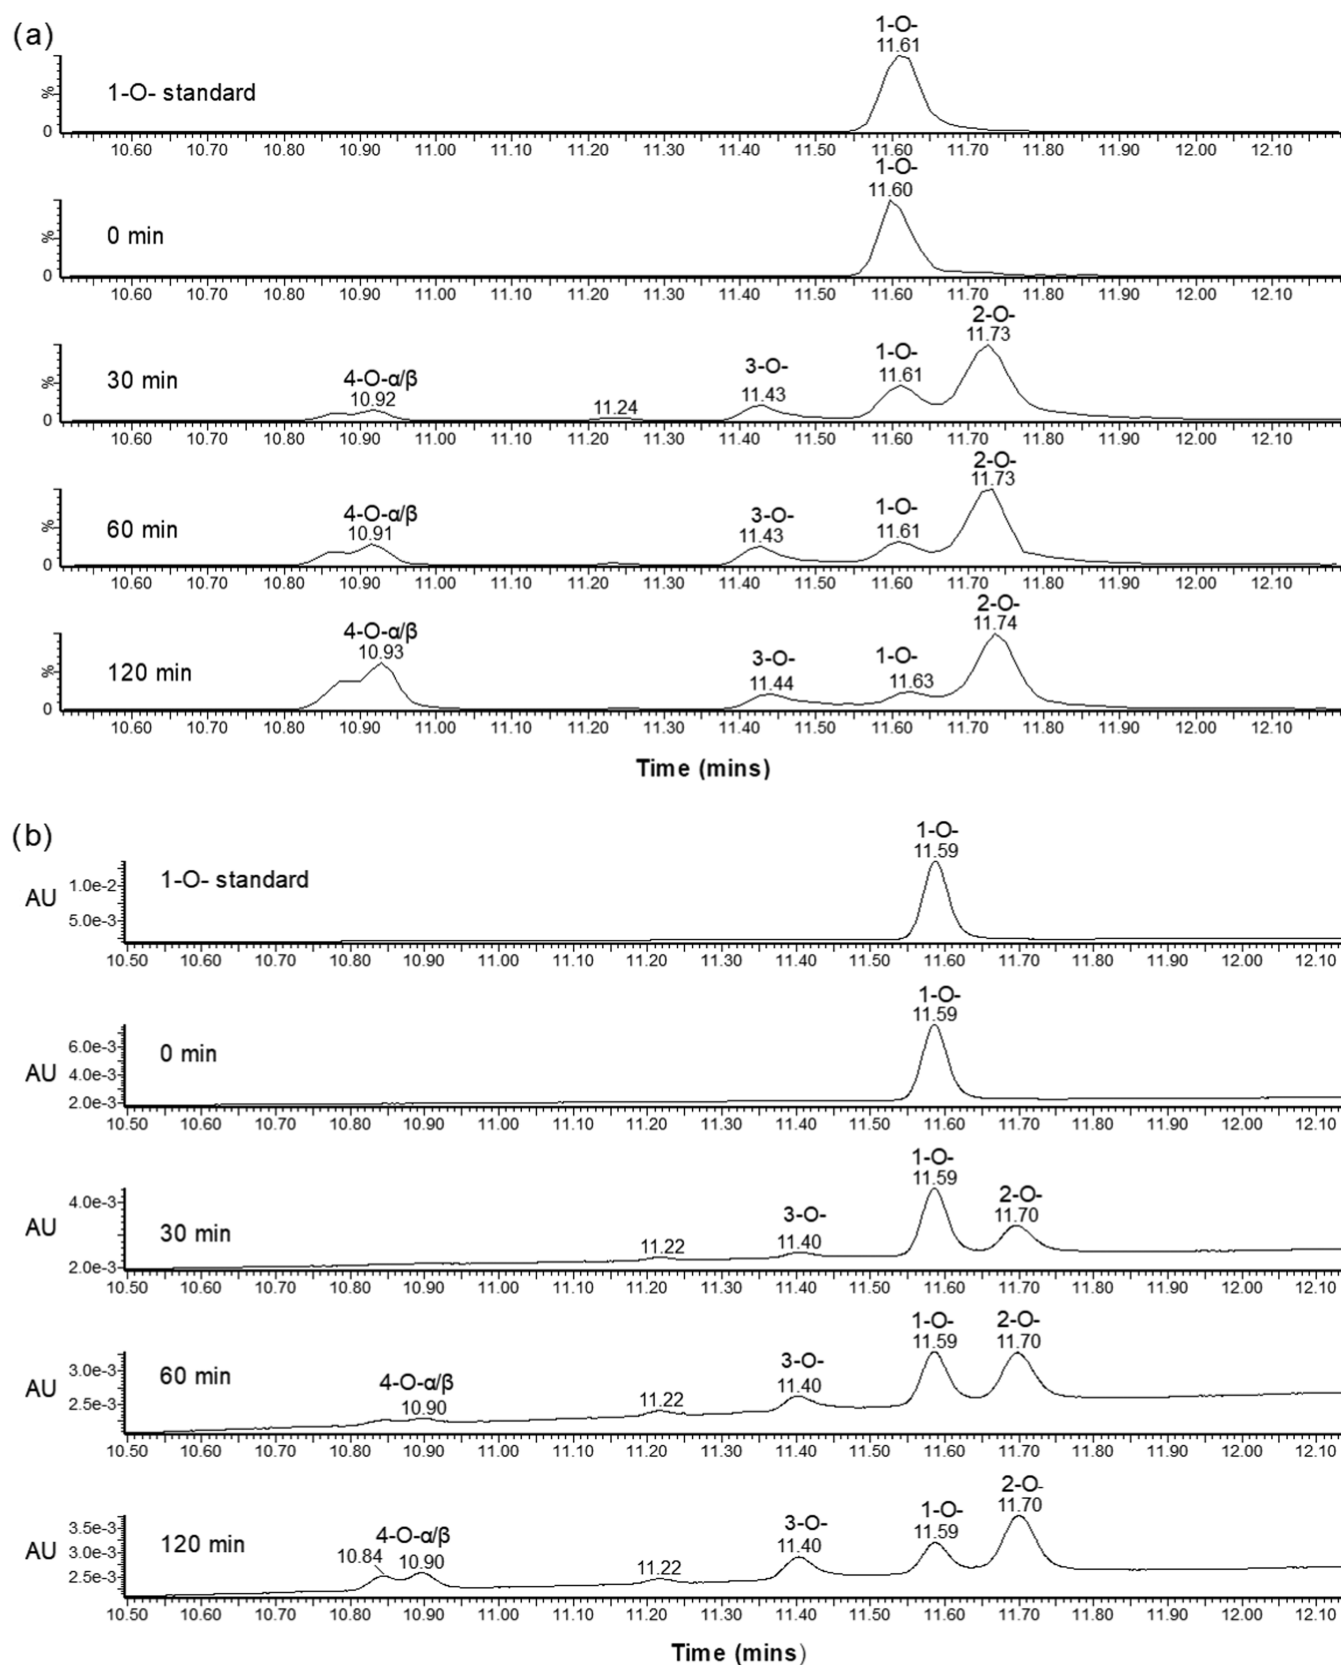 (a)
1-O-
11.61
%
1-O- standard
0
10.60 10.70 10.80 10.90 11.00 11.10 11.20 11.30 11.40 11.50 11.60 11.70 11.80 11.90 12.00 12.10
1-O-
11.60
%
0 min
0
10.60 10.70 10.80 10.90 11.00 11.10 11.20 11.30 11.40 11.50 11.60 11.70 11.80 11.90 12.00 12.10
2-O-
11.73
1-O-
11.61
3-O-
11.43
4-O-α/β
10.92
11.24
%
30 min
0
10.60 10.70 10.80 10.90 11.00 11.10 11.20 11.30 11.40 11.50 11.60 11.70 11.80 11.90 12.00 12.10
2-O-
11.73
4-O-α/β
10.91
3-O-
11.43
1-O-
11.61
%
60 min
0
10.60 10.70 10.80 10.90 11.00 11.10 11.20 11.30 11.40 11.50 11.60 11.70 11.80 11.90 12.00 12.10
2-O-
11.74
4-O-α/β
10.93
3-O-
11.44
1-O-
11.63
%
120 min
0
10.60 10.70 10.80 10.90 11.00 11.10 11.20 11.30 11.40 11.50 11.60 11.70 11.80 11.90 12.00 12.10
Time (mins)
(b)
1-O-
11.59
1-O- standard
AU
1.0e-2
5.0e-3
10.50 10.60 10.70 10.80 10.90 11.00 11.10 11.20 11.30 11.40 11.50 11.60 11.70 11.80 11.90 12.00 12.10
1-O-
11.59
0 min
AU
6.0e-3
4.0e-3
2.0e-3
10.50 10.60 10.70 10.80 10.90 11.00 11.10 11.20 11.30 11.40 11.50 11.60 11.70 11.80 11.90 12.00 12.10
1-O-
11.59
2-O-
11.70
3-O-
11.40
11.22
30 min
AU
4.0e-3
2.0e-3
10.50 10.60 10.70 10.80 10.90 11.00 11.10 11.20 11.30 11.40 11.50 11.60 11.70 11.80 11.90 12.00 12.10
1-O-
11.59
2-O-
11.70
3-O-
11.40
4-O-α/β
10.90
11.22
60 min
AU
3.0e-3
2.5e-3
10.50 10.60 10.70 10.80 10.90 11.00 11.10 11.20 11.30 11.40 11.50 11.60 11.70 11.80 11.90 12.00 12.10
2-O-
11.70
1-O-
11.59
3-O-
11.40
4-O-α/β
10.84 10.90
11.22
120 min
AU
3.5e-3
3.0e-3
2.5e-3
10.50 10.60 10.70 10.80 10.90 11.00 11.10 11.20 11.30 11.40 11.50 11.60 11.70 11.80 11.90 12.00 12.10
Time (mins)